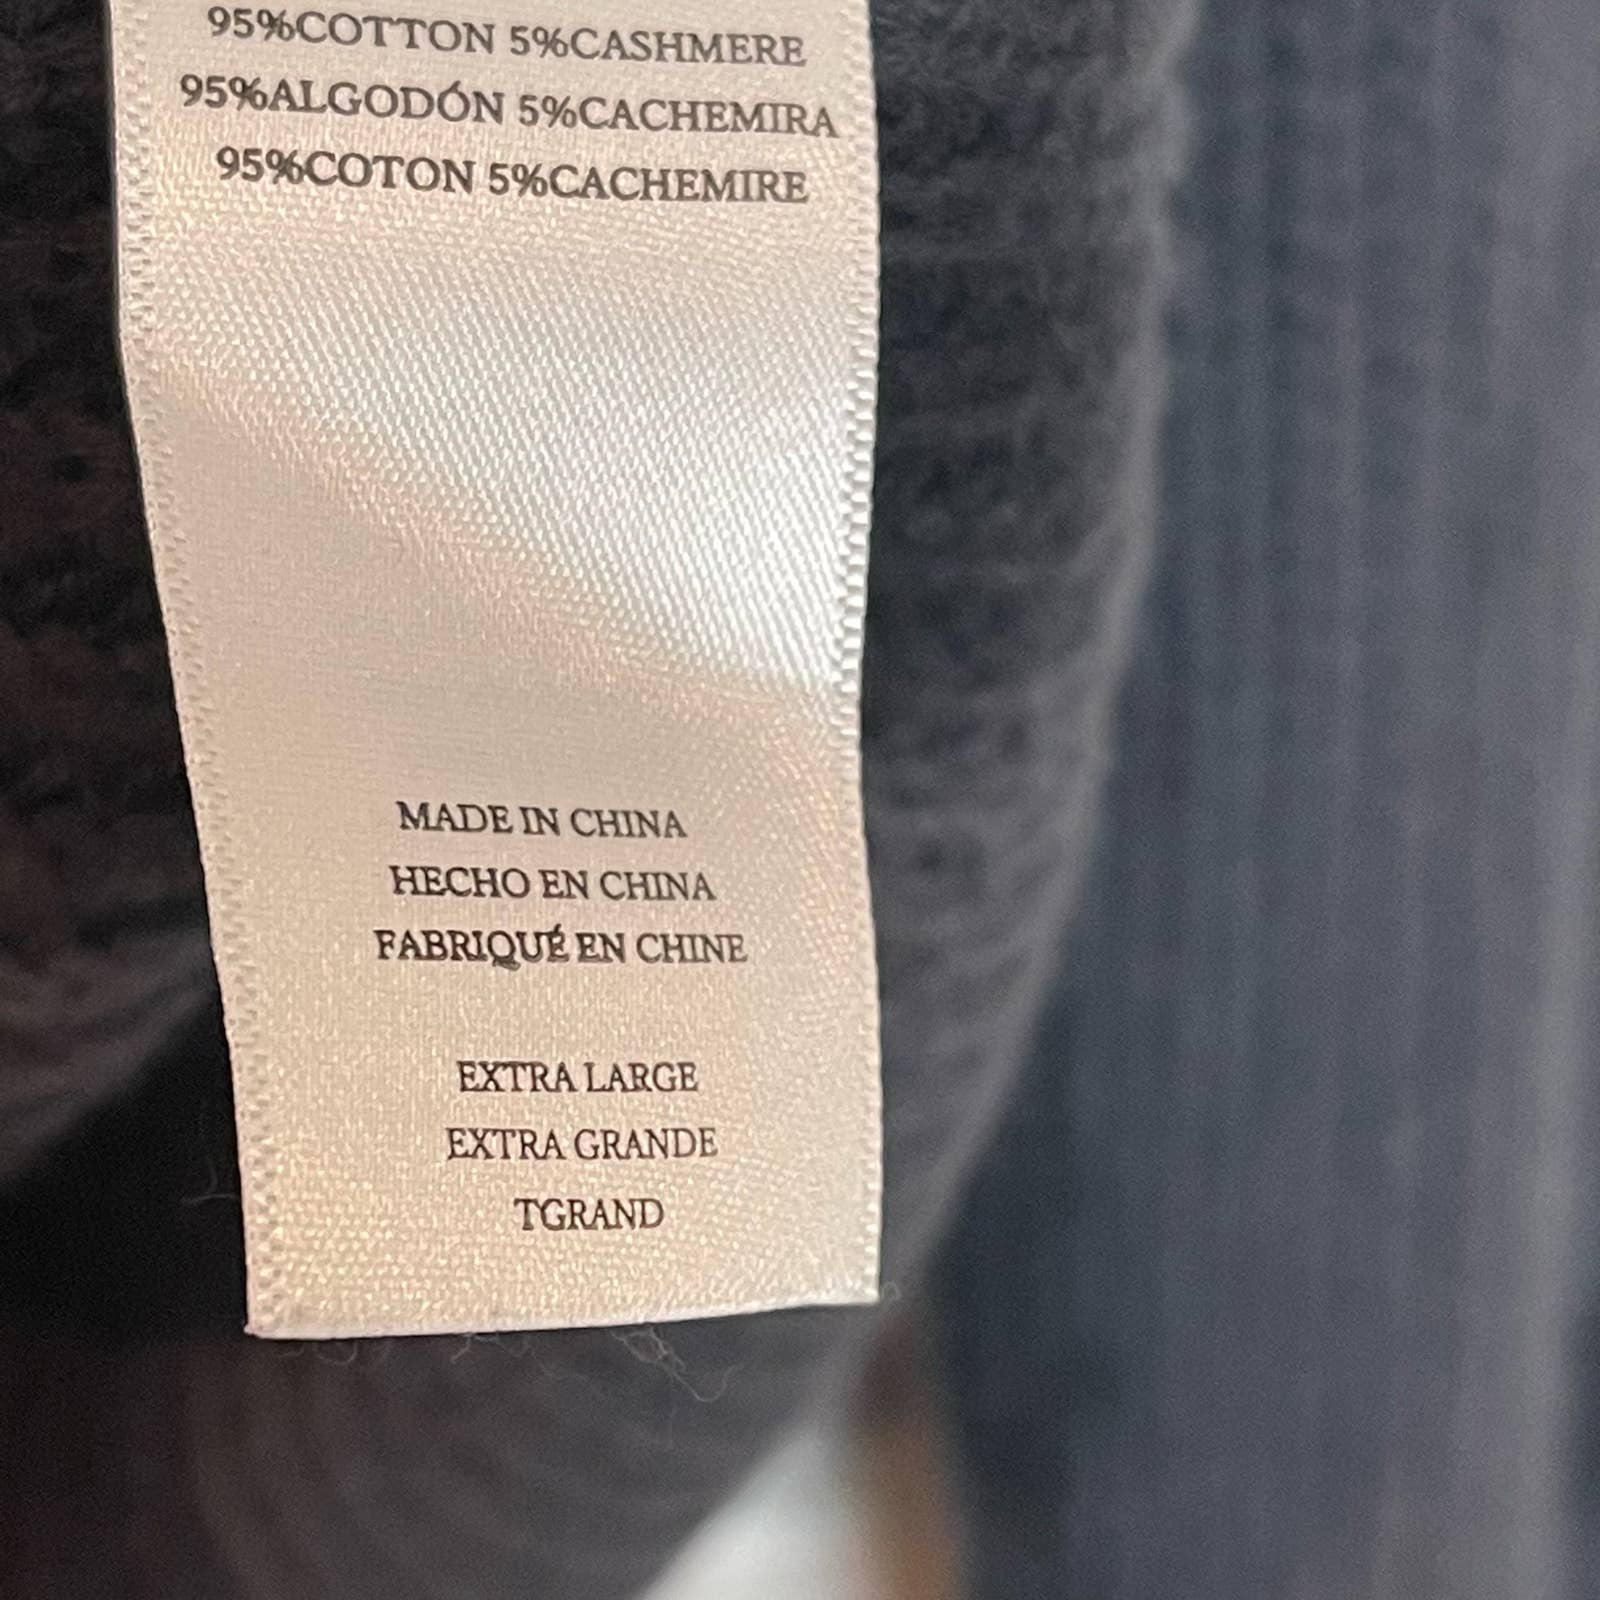 95%COTTON 5%CASHMERE
95%ALGODÓN 5%CACHEMIRA
95%COTON 5%CACHEMIRE
MADE IN CHINA
HECHO EN CHINA
FABRIQUÉ EN CHINE
EXTRA LARGE
EXTRA GRANDE
TGRAND